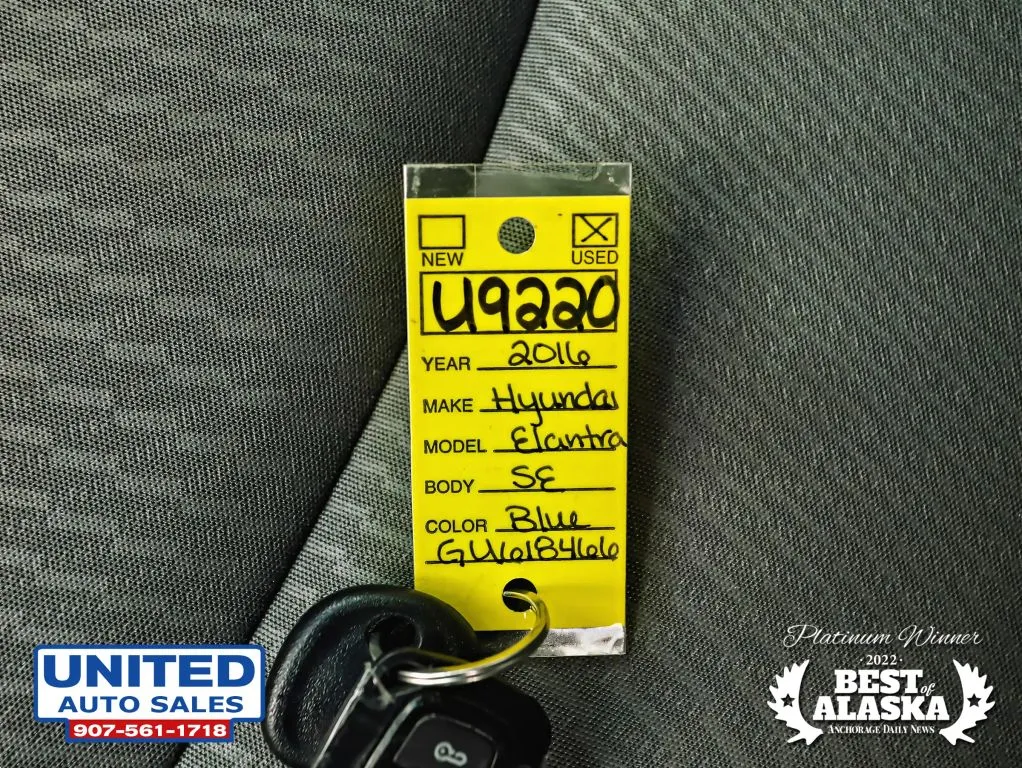 NEW USED
U9220
YEAR 2016
MAKE Hyundai
MODEL Elantra
BODY SE
COLOR Blue
GU618466
UNITED
AUTO SALES
907-561-1718
Platinum Winner
·2022·
BEST of
ALASKA
ANCHORAGE DAILY NEWS